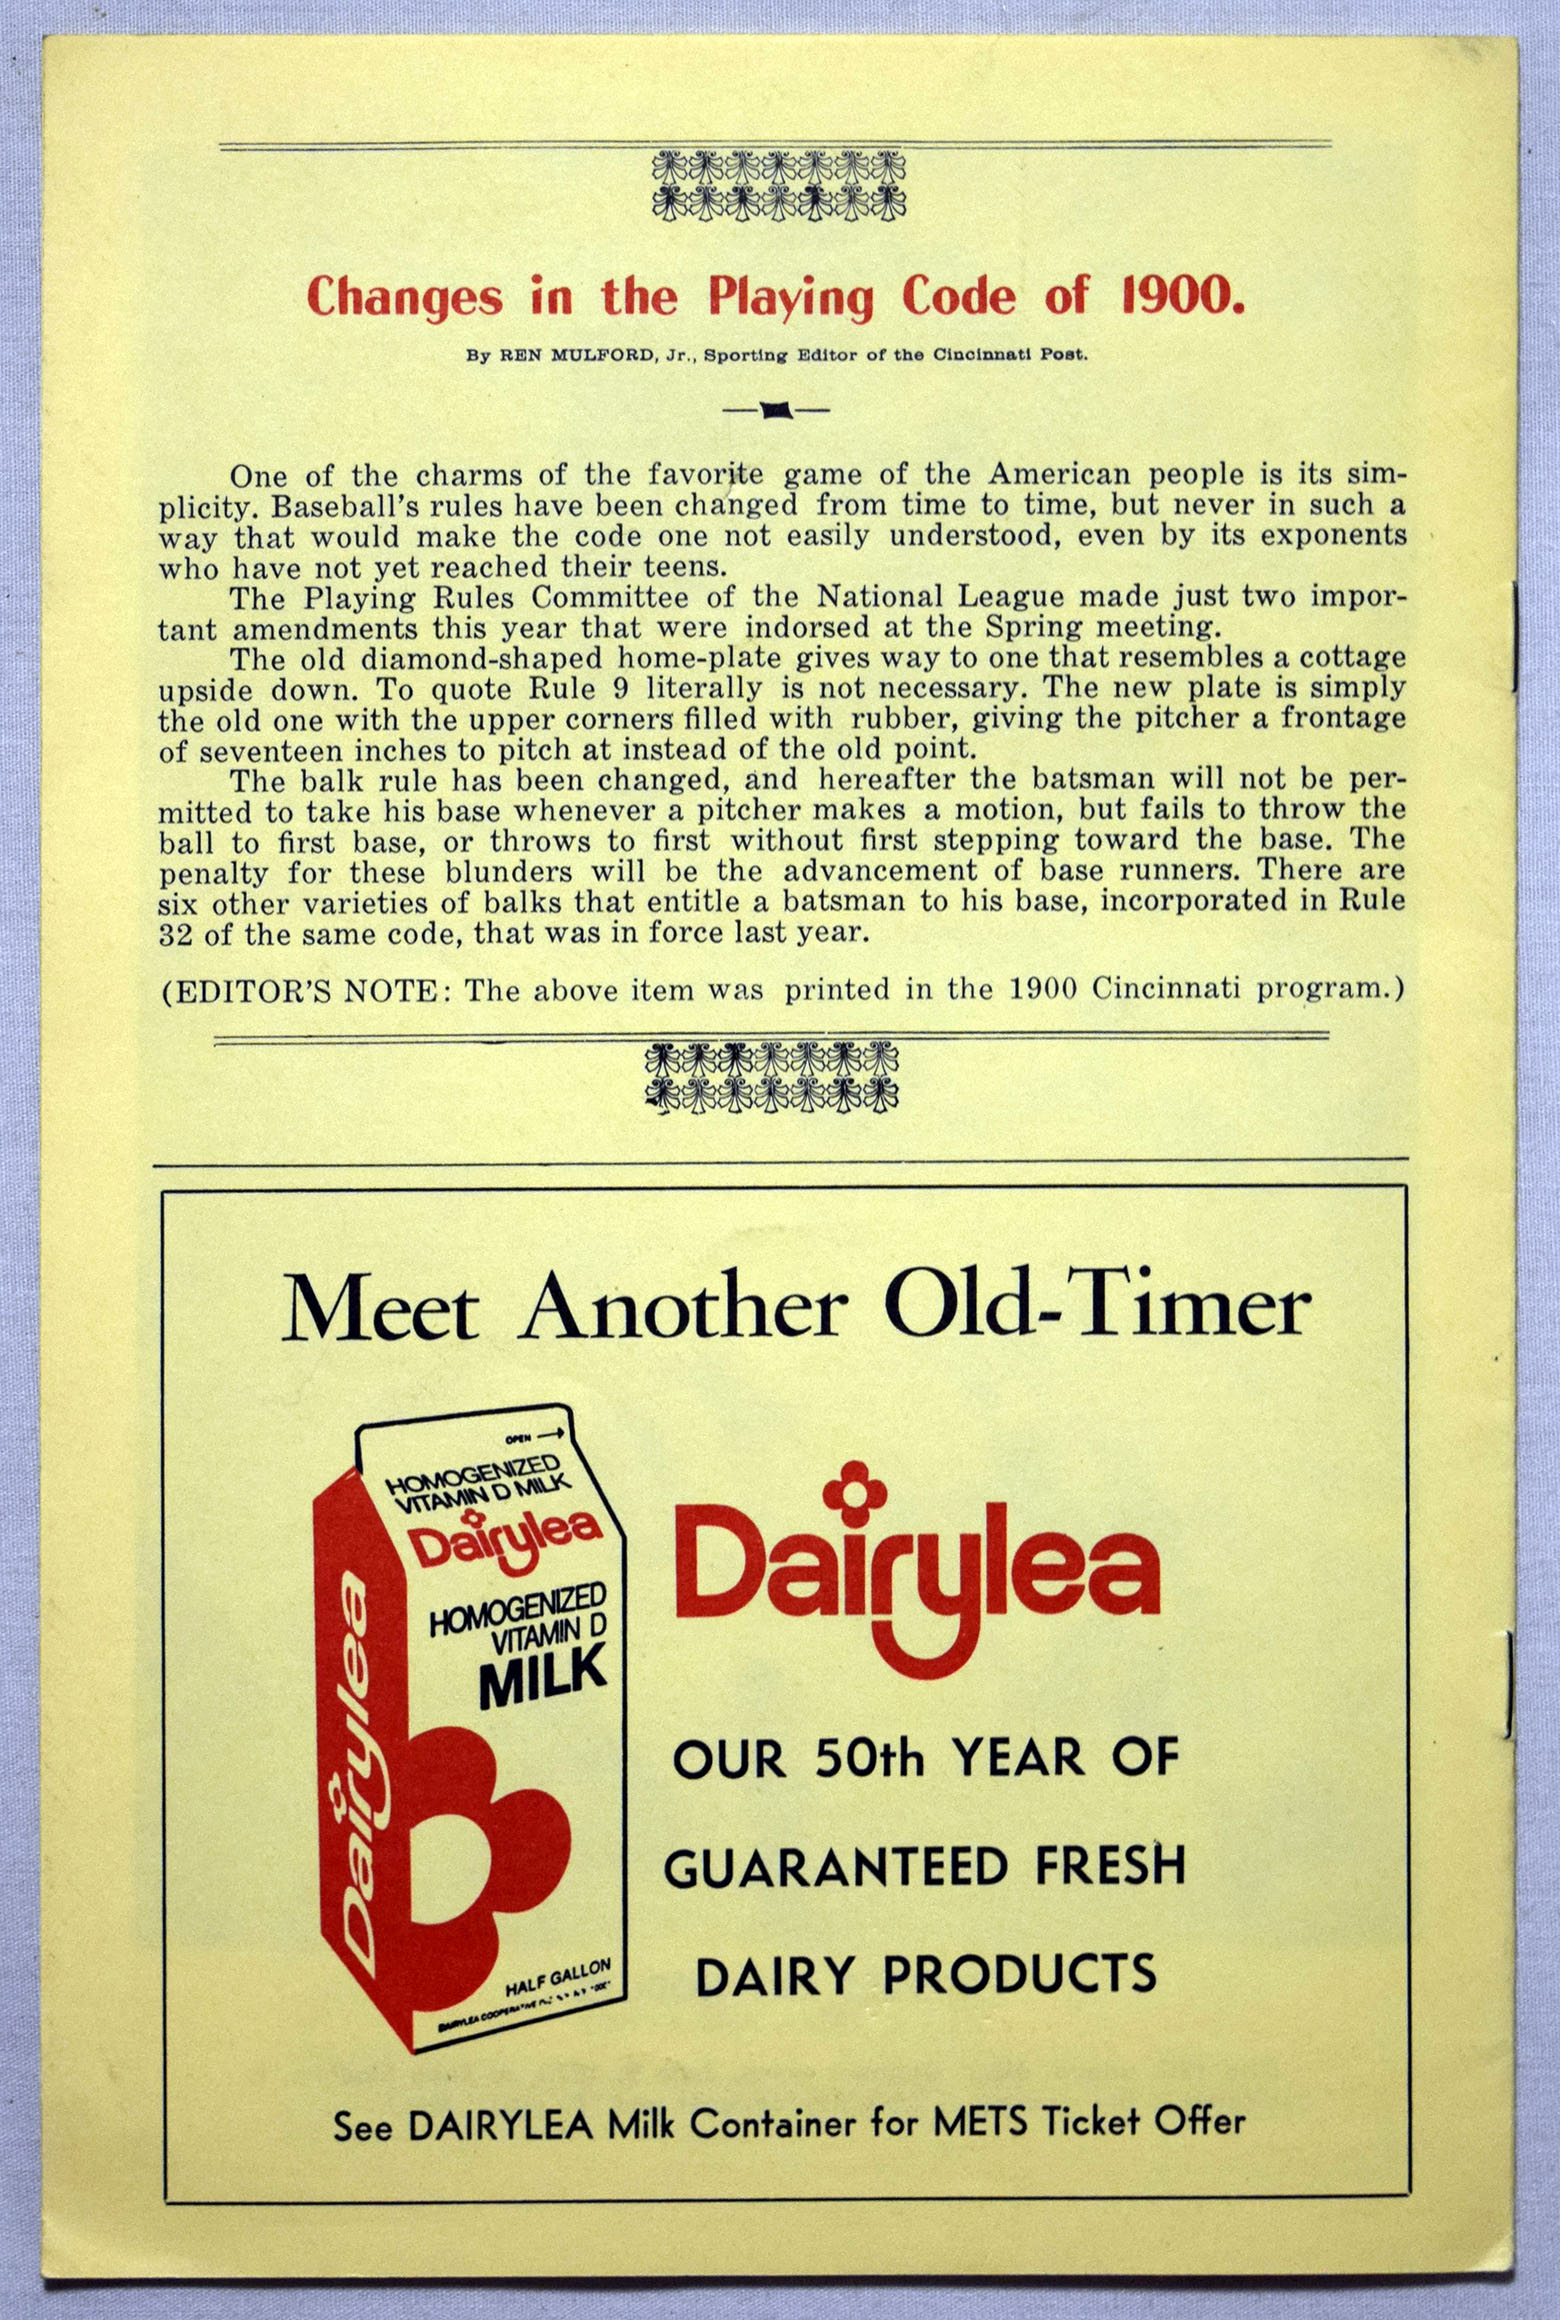 Changes in the Playing Code of 1900.
By REN MULFORD, Jr., Sporting Editor of the Cincinnati Post.
One of the charms of the favorite game of the American people is its sim-
plicity. Baseball's rules have been changed from time to time, but never in such a
way that would make the code one not easily understood, even by its exponents
who have not yet reached their teens.
The Playing Rules Committee of the National League made just two impor-
tant amendments this year that were indorsed at the Spring meeting.
The old diamond-shaped home-plate gives way to one that resembles a cottage
upside down. To quote Rule 9 literally is not necessary. The new plate is simply
the old one with the upper corners filled with rubber, giving the pitcher a frontage
of seventeen inches to pitch at instead of the old point.
The balk rule has been changed, and hereafter the batsman will not be per-
mitted to take his base whenever a pitcher makes a motion, but fails to throw the
ball to first base, or throws to first without first stepping toward the base. The
penalty for these blunders will be the advancement of base runners. There are
six other varieties of balks that entitle a batsman to his base, incorporated in Rule
32 of the same code, that was in force last year.
(EDITOR'S NOTE: The above item was printed in the 1900 Cincinnati program.)
Meet Another Old-Timer
OPEN →
HOMOGENIZED
VITAMIN D MILK
Dairylea
HOMOGENIZED
VITAMIN D
MILK
Dairylea
HALF GALLON
DAIRYLEA COOPERATIVE
Dairylea
OUR 50th YEAR OF
GUARANTEED FRESH
DAIRY PRODUCTS
See DAIRYLEA Milk Container for METS Ticket Offer